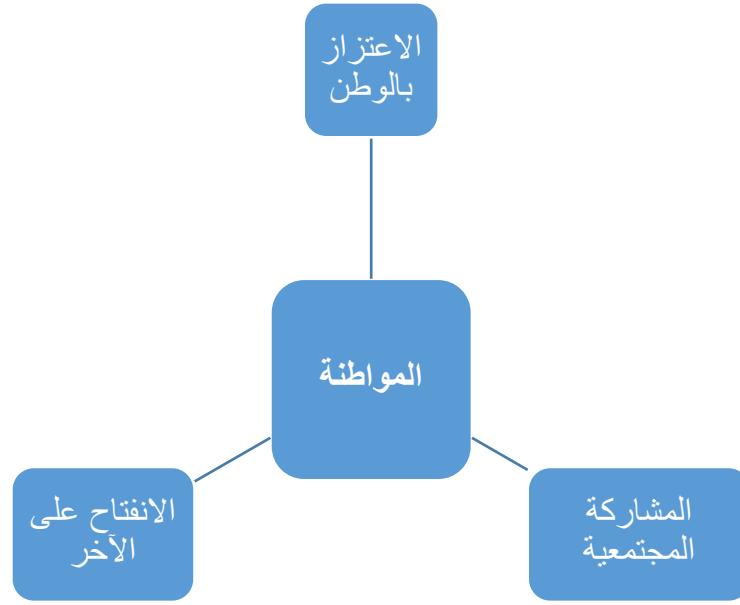 الاعتزاز
بالوطن
المواطنة
المشاركة
المجتمعية
الانفتاح على
الآخر